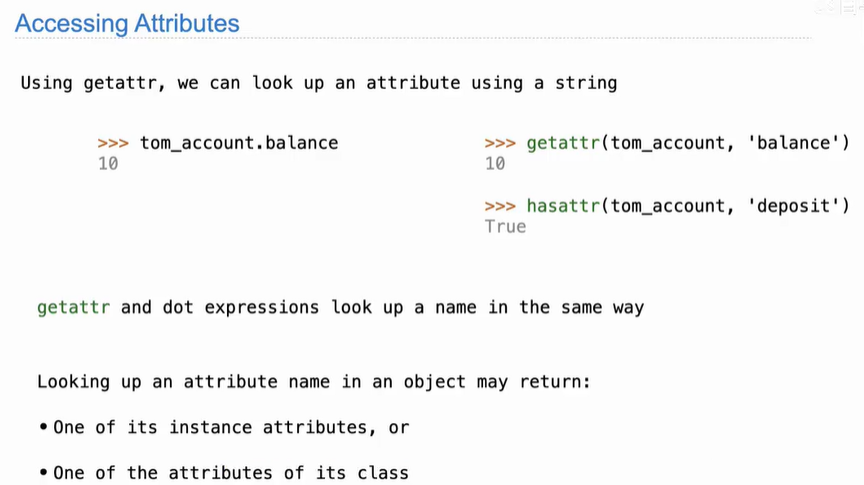 Accessing Attributes
Using getattr, we can look up an attribute using a string
>>> tom_account.balance
10
>>> getattr(tom_account, 'balance')
10
>>> hasattr(tom_account, 'deposit')
True
getattr and dot expressions look up a name in the same way
Looking up an attribute name in an object may return:
• One of its instance attributes, or
• One of the attributes of its class